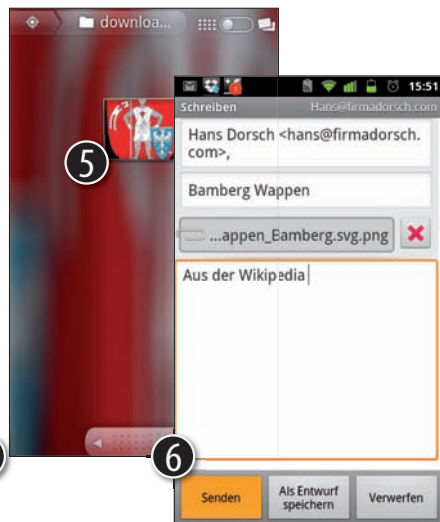 downloa...
5
15:51
Schreiben
Hans@firmadorsch.com
Hans Dorsch <hans@firmadorsch.
com>,
Bamberg Wappen
...appen_Bamberg.svg.png
Aus der Wikipedia
6
Senden
Als Entwurf
speichern
Verwerfen